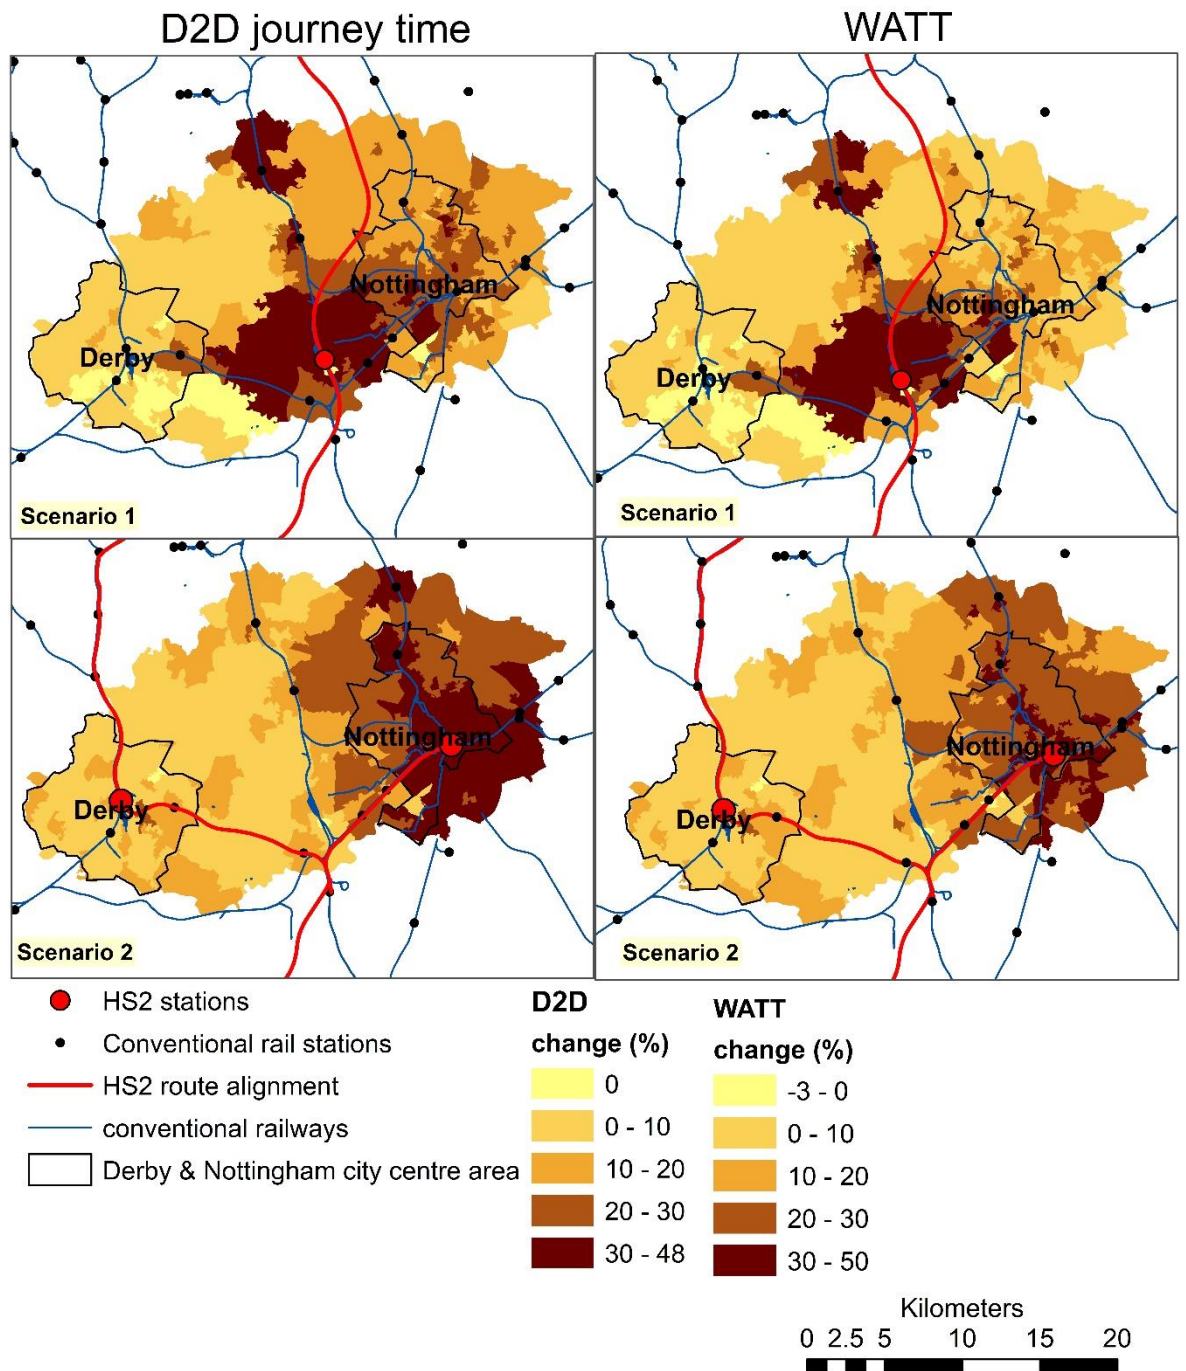 D2D journey time
WATT
Nottingham
Derby
Scenario 1
Nottingham
Derby
Scenario 1
Nottingham
Derby
Scenario 2
Nottingham
Derby
Scenario 2
HS2 stations
Conventional rail stations
HS2 route alignment
conventional railways
Derby & Nottingham city centre area
D2D
change (%)
0
0 - 10
10 - 20
20 - 30
30 - 48
WATT
change (%)
-3 - 0
0 - 10
10 - 20
20 - 30
30 - 50
Kilometers
0 2.5 5 10 15 20